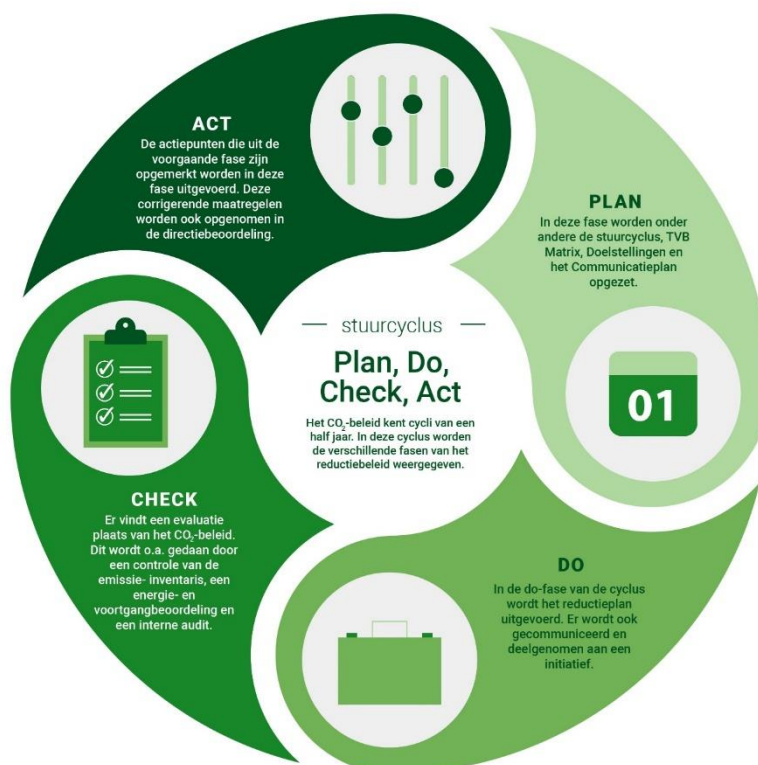 ACT
De actiepunten die uit de
voorgaande fase zijn
opgemerkt worden in deze
fase uitgevoerd. Deze
corrigerende maatregelen
worden ook opgenomen in
de directiebeoordeling.
PLAN
In deze fase worden onder
andere de stuurcyclus, TVB
Matrix, Doelstellingen en
het Communicatieplan
opgezet.
01
stuurcyclus
Plan, Do,
Check, Act
Het CO₂-beleid kent cycli van een
half jaar. In deze cyclus worden
de verschillende fasen van het
reductiebeleid weergegeven.
CHECK
Er vindt een evaluatie
plaats van het CO₂-beleid.
Dit wordt o.a. gedaan door
een controle van de
emissie- inventaris, een
energie- en
voortgangbeoordeling en
een interne audit.
DO
In de do-fase van de cyclus
wordt het reductieplan
uitgevoerd. Er wordt ook
gecommuniceerd en
deelgenomen aan een
initiatief.